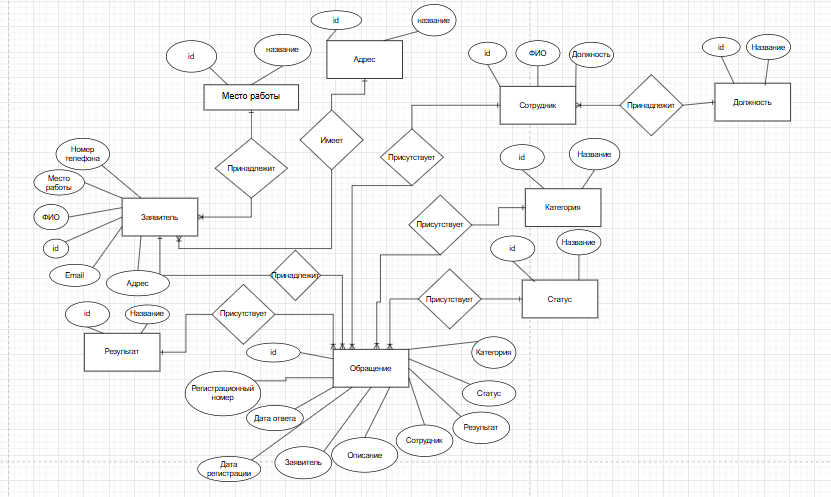 id
название
id
название
Адрес
Место работы
id
ФИО
Должность
Сотрудник
Принадлежит
id
Название
Должность
Имеет
Присутствует
Номер
телефона
Место
работы
ФИО
id
Email
Адрес
Заявитель
Принадлежит
id
Название
Категория
Присутствует
id
Название
Статус
Присутствует
Принадлежит
id
Название
Результат
Присутствует
Обращение
id
Регистрационный
номер
Дата ответа
Дата
регистрации
Заявитель
Описание
Сотрудник
Результат
Статус
Категория